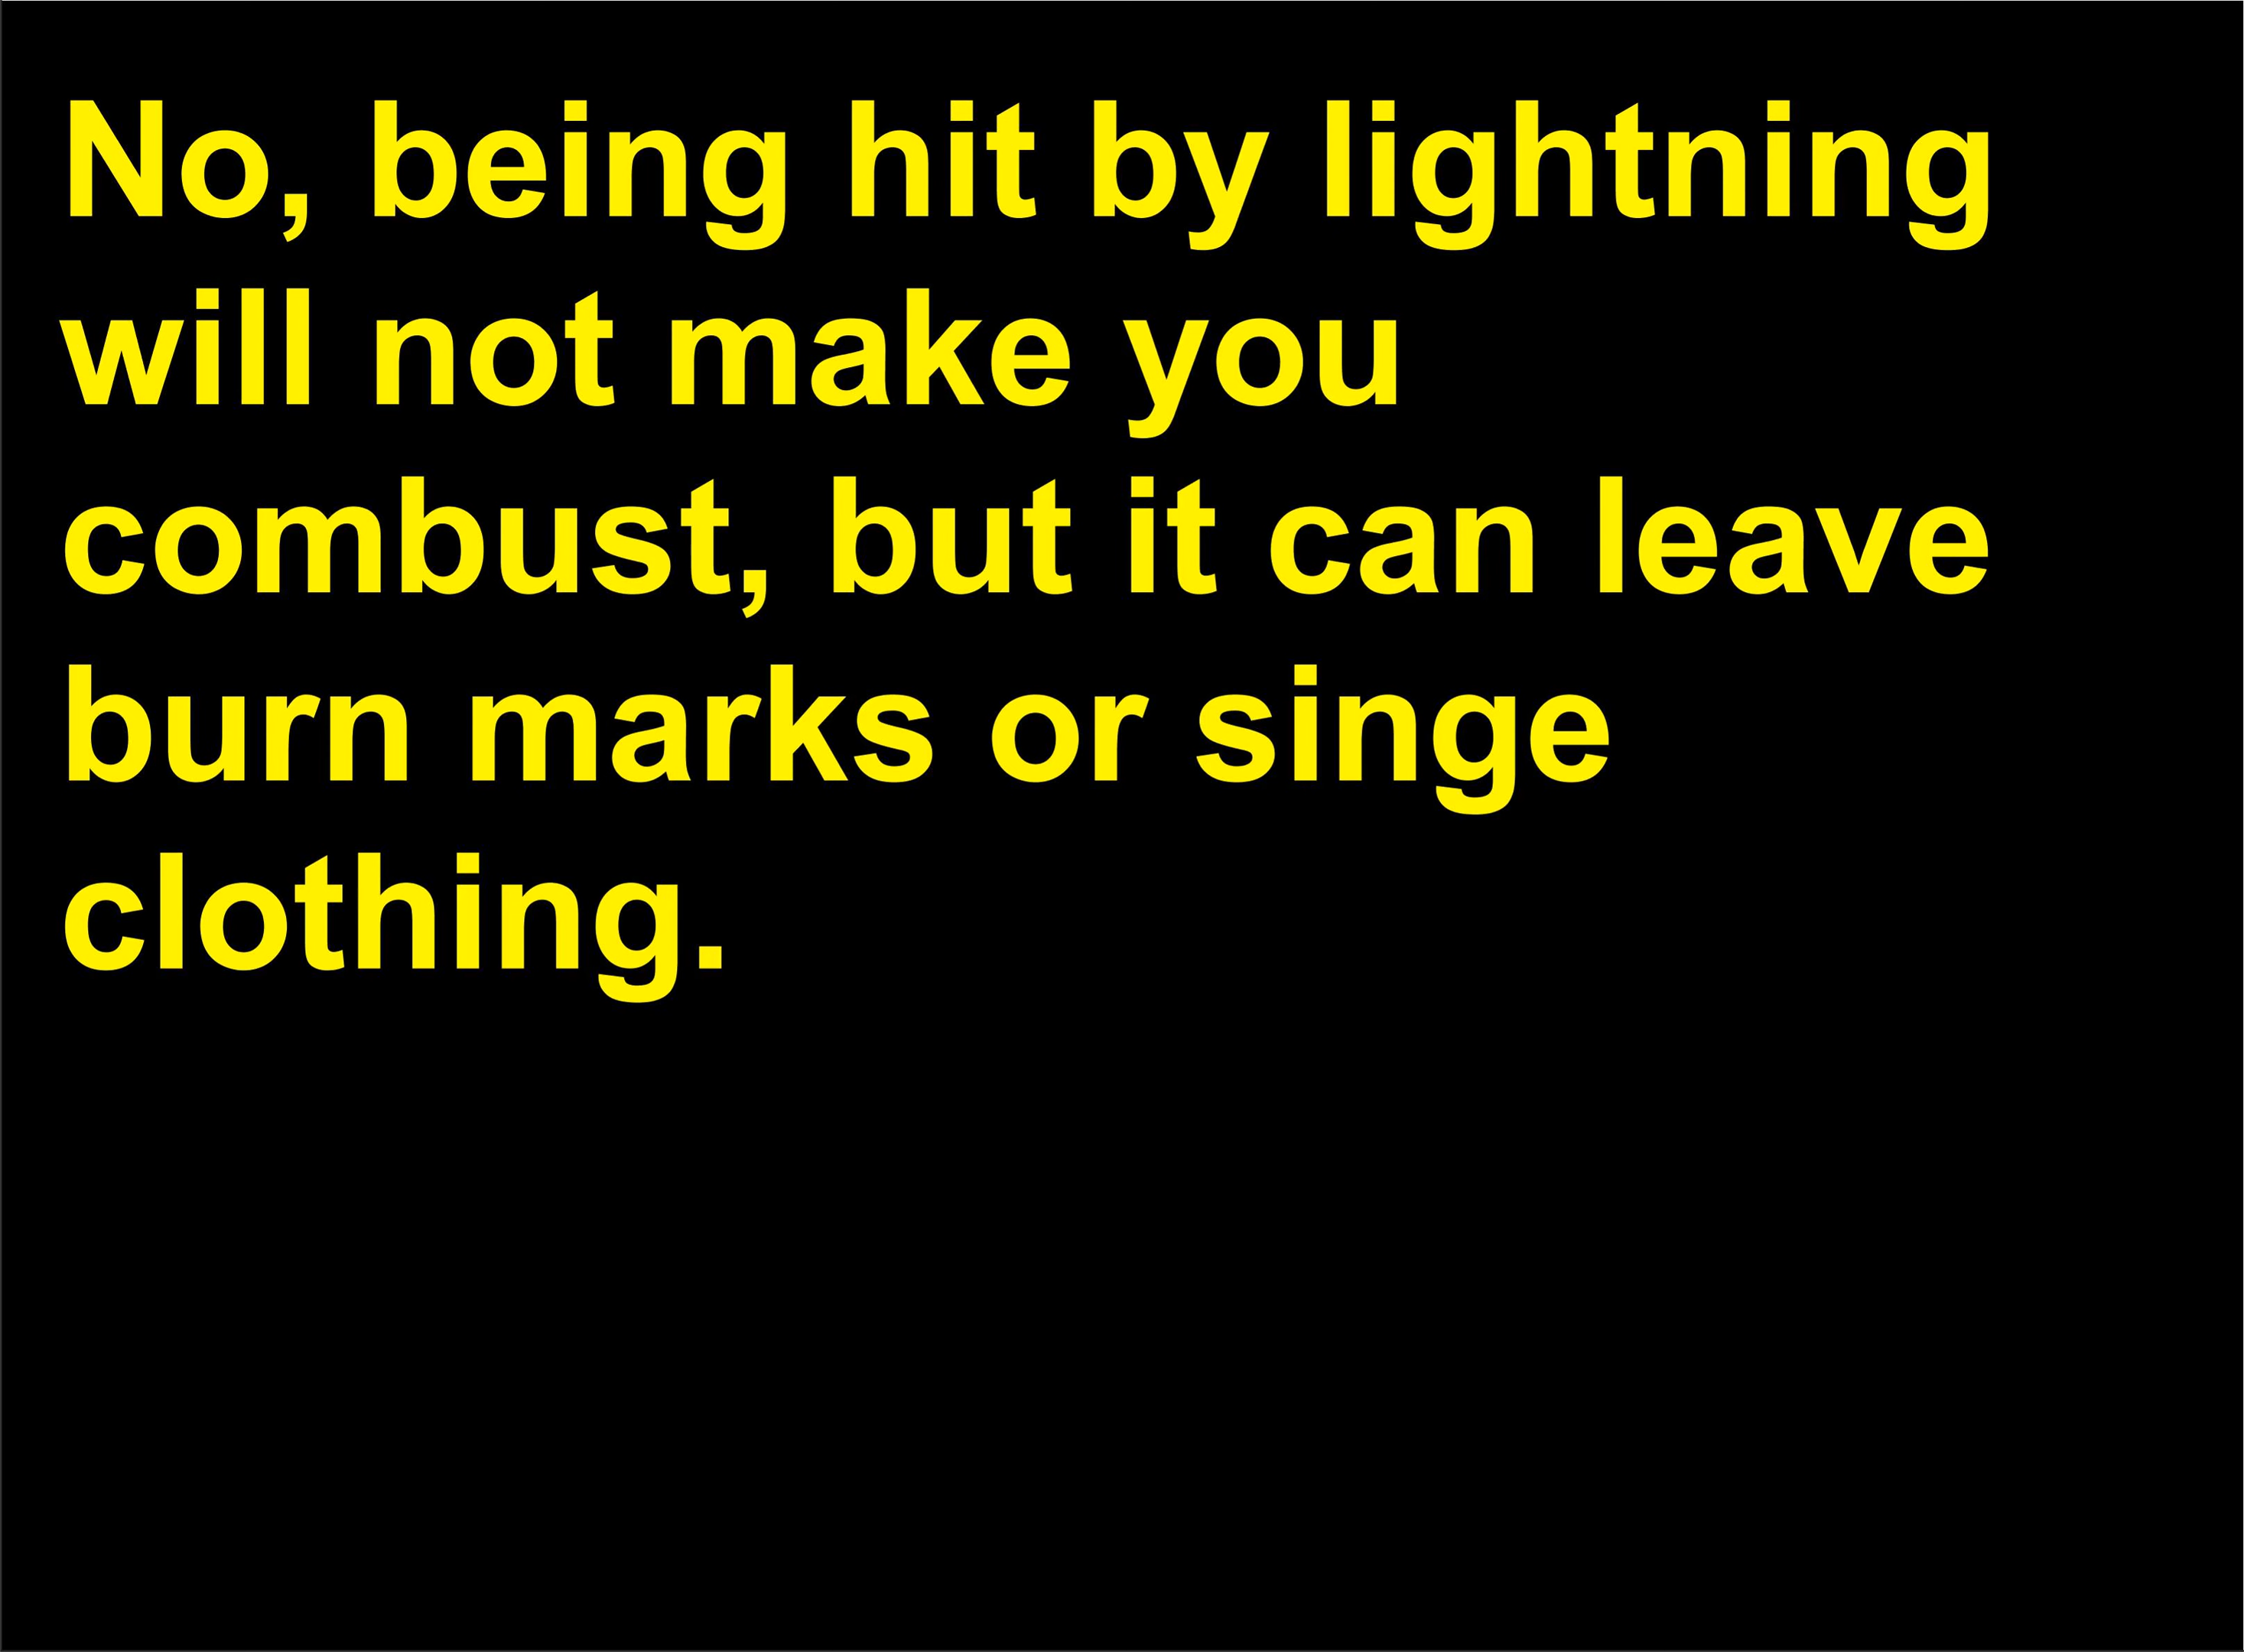 No, being hit by lightning
will not make you
combust, but it can leave
burn marks or singe
clothing.